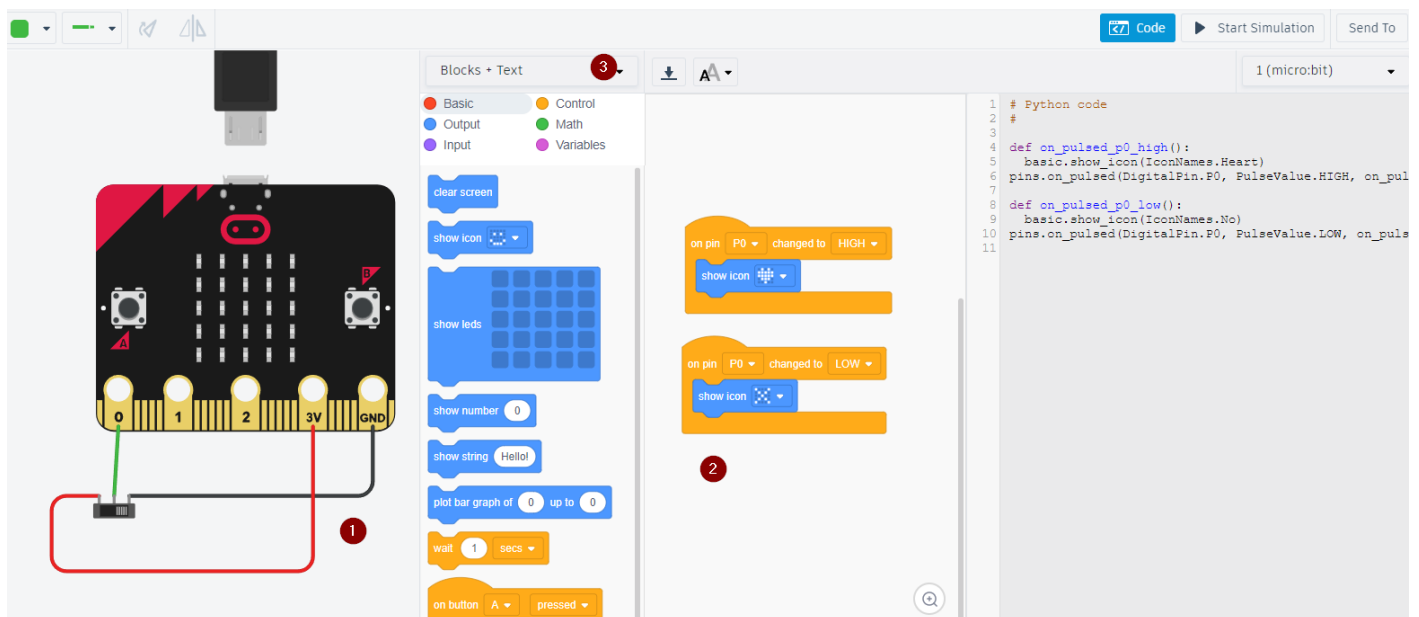 Code
Start Simulation
Send To
Blocks + Text
3
AA
1 (micro:bit)
Basic
Control
Output
Math
Input
Variables
clear screen
show icon
show leds
show number 0
show string Hello!
plot bar graph of 0 up to 0
wait 1 secs
on button A pressed
A
B
0
1
2
3V
GND
1
on pin P0 changed to HIGH
show icon
on pin P0 changed to LOW
show icon
2
1 # Python code
2 #
3
4 def on_pulsed_p0_high():
5 basic.show_icon(IconNames.Heart)
6 pins.on_pulsed(DigitalPin.P0, PulseValue.HIGH, on_pul
7
8 def on_pulsed_p0_low():
9 basic.show_icon(IconNames.No)
10 pins.on_pulsed(DigitalPin.P0, PulseValue.LOW, on_puls
11